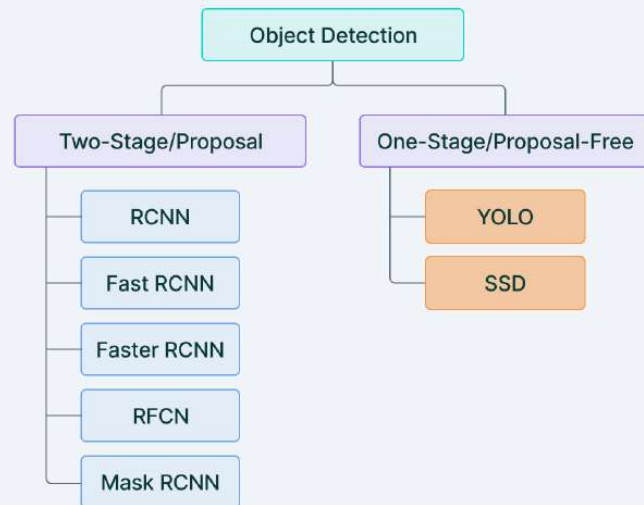 Object Detection
Two-Stage/Proposal
One-Stage/Proposal-Free
RCNN
Fast RCNN
Faster RCNN
RFCN
Mask RCNN
YOLO
SSD